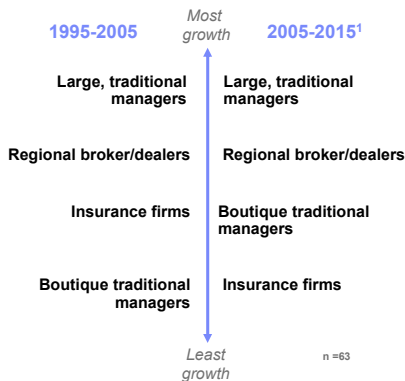 Most
growth
1995-2005
2005-2015¹
Large, traditional
managers
Large, traditional
managers
Regional broker/dealers
Regional broker/dealers
Insurance firms
Boutique traditional
managers
Boutique traditional
managers
Insurance firms
Least
growth
n =63